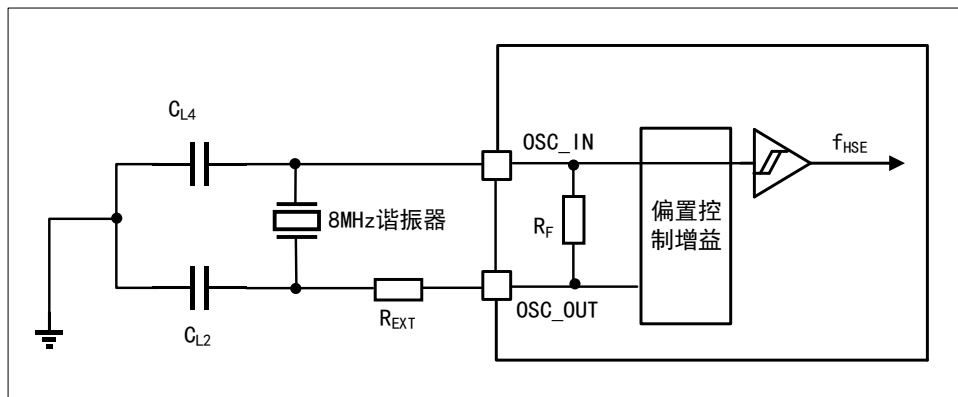 CL4
OSC_IN
fHSE
8MHz谐振器
RF
偏置控
制增益
REXT
OSC_OUT
CL2